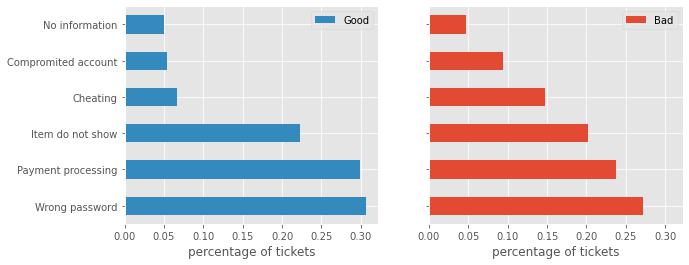 Good
No information
Compromited account
Cheating
Item do not show
Payment processing
Wrong password
0.00 0.05 0.10 0.15 0.20 0.25 0.30
percentage of tickets
Bad
0.00 0.05 0.10 0.15 0.20 0.25 0.30
percentage of tickets